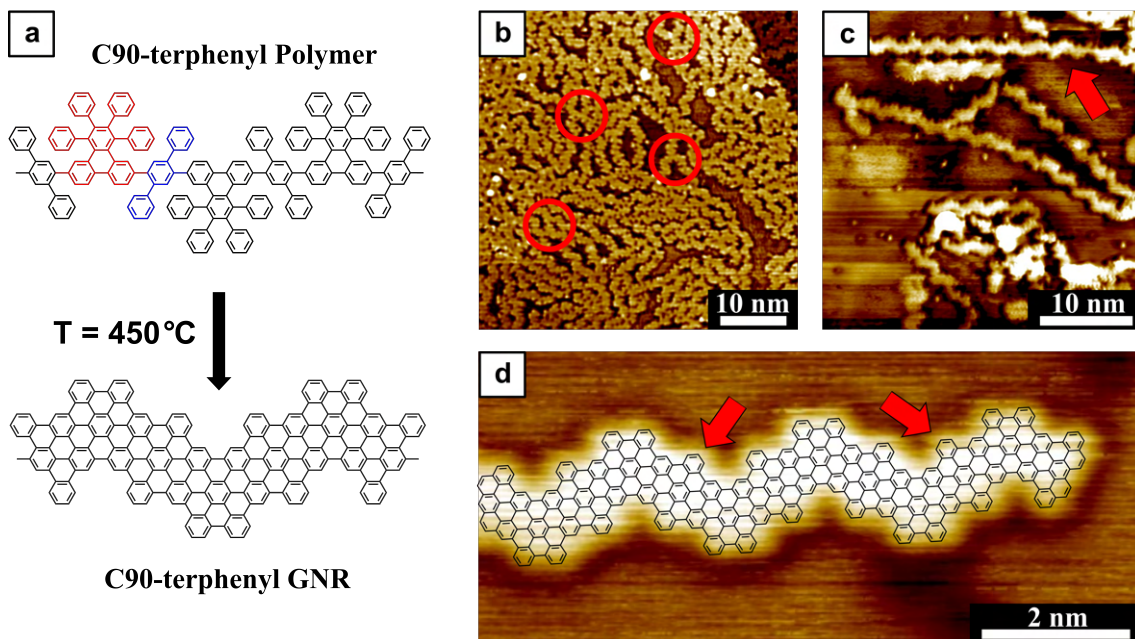 a
C90-terphenyl Polymer
T = 450°C
C90-terphenyl GNR
b
10 nm
c
10 nm
d
2 nm